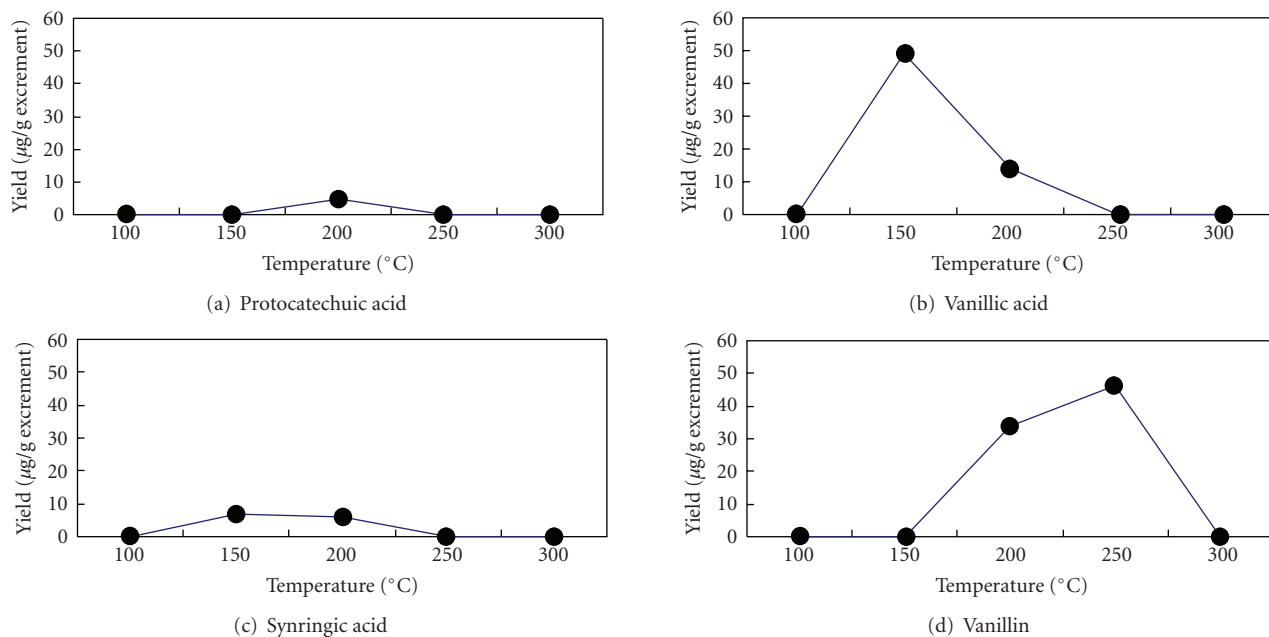 60
50
40
30
20
10
0
Yield (μg/g excrement)
100 150 200 250 300
Temperature (°C)
(a) Protocatechuic acid
60
50
40
30
20
10
0
Yield (μg/g excrement)
100 150 200 250 300
Temperature (°C)
(b) Vanillic acid
60
50
40
30
20
10
0
Yield (μg/g excrement)
100 150 200 250 300
Temperature (°C)
(c) Synringic acid
60
50
40
30
20
10
0
Yield (μg/g excrement)
100 150 200 250 300
Temperature (°C)
(d) Vanillin